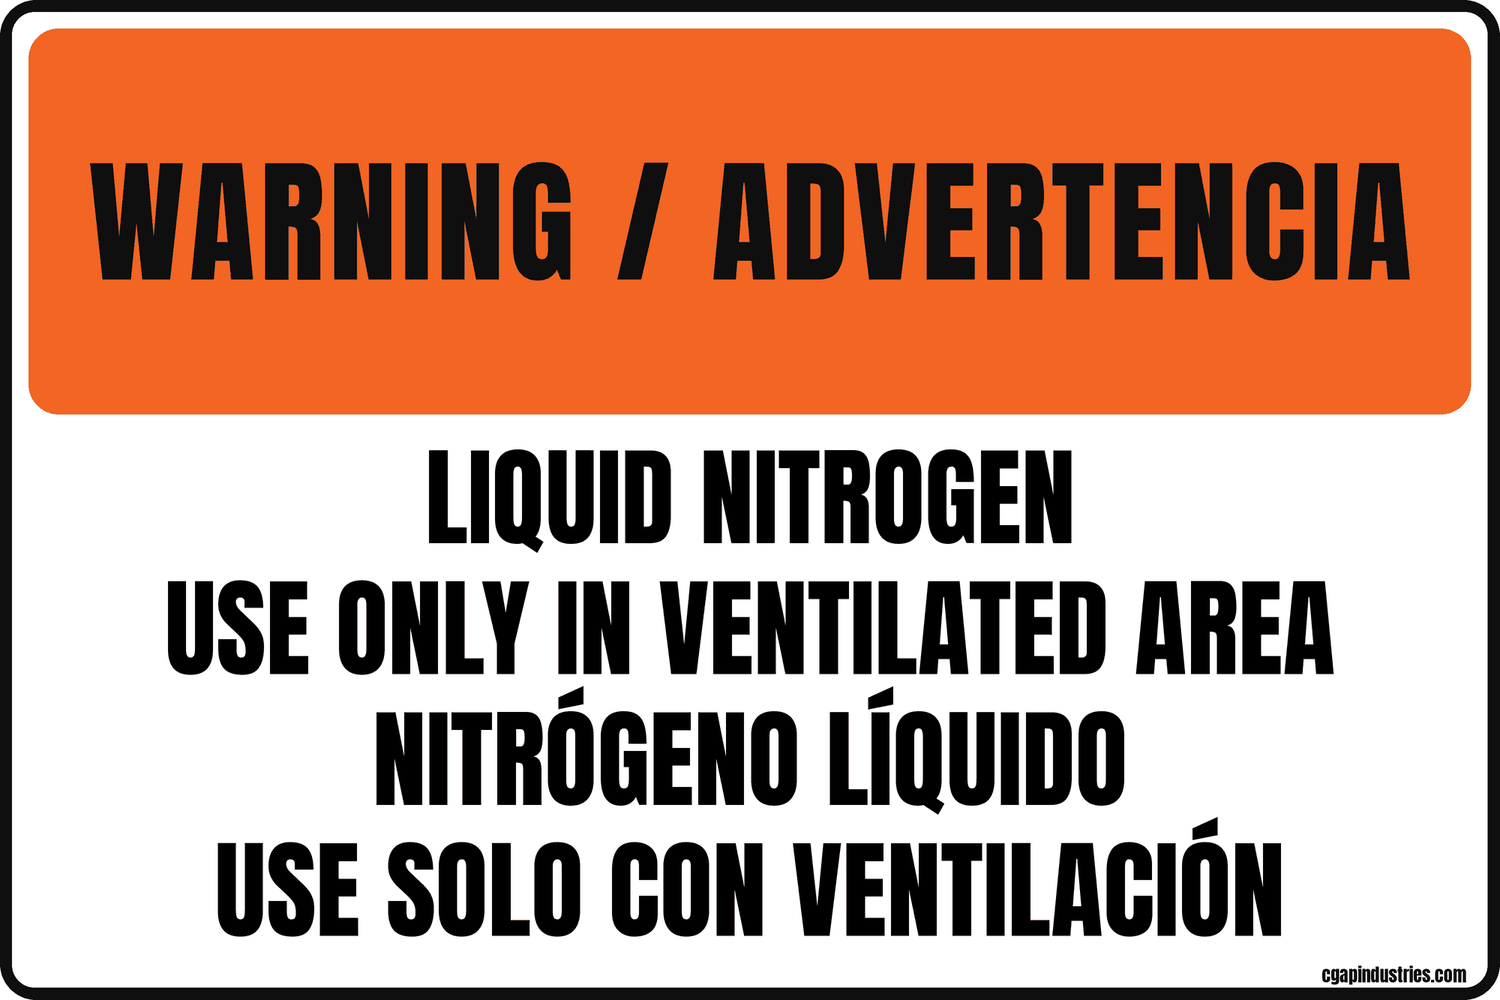 WARNING / ADVERTENCIA
LIQUID NITROGEN
USE ONLY IN VENTILATED AREA
NITRÓGENO LÍQUIDO
USE SOLO CON VENTILACIÓN
cgapindustries.com